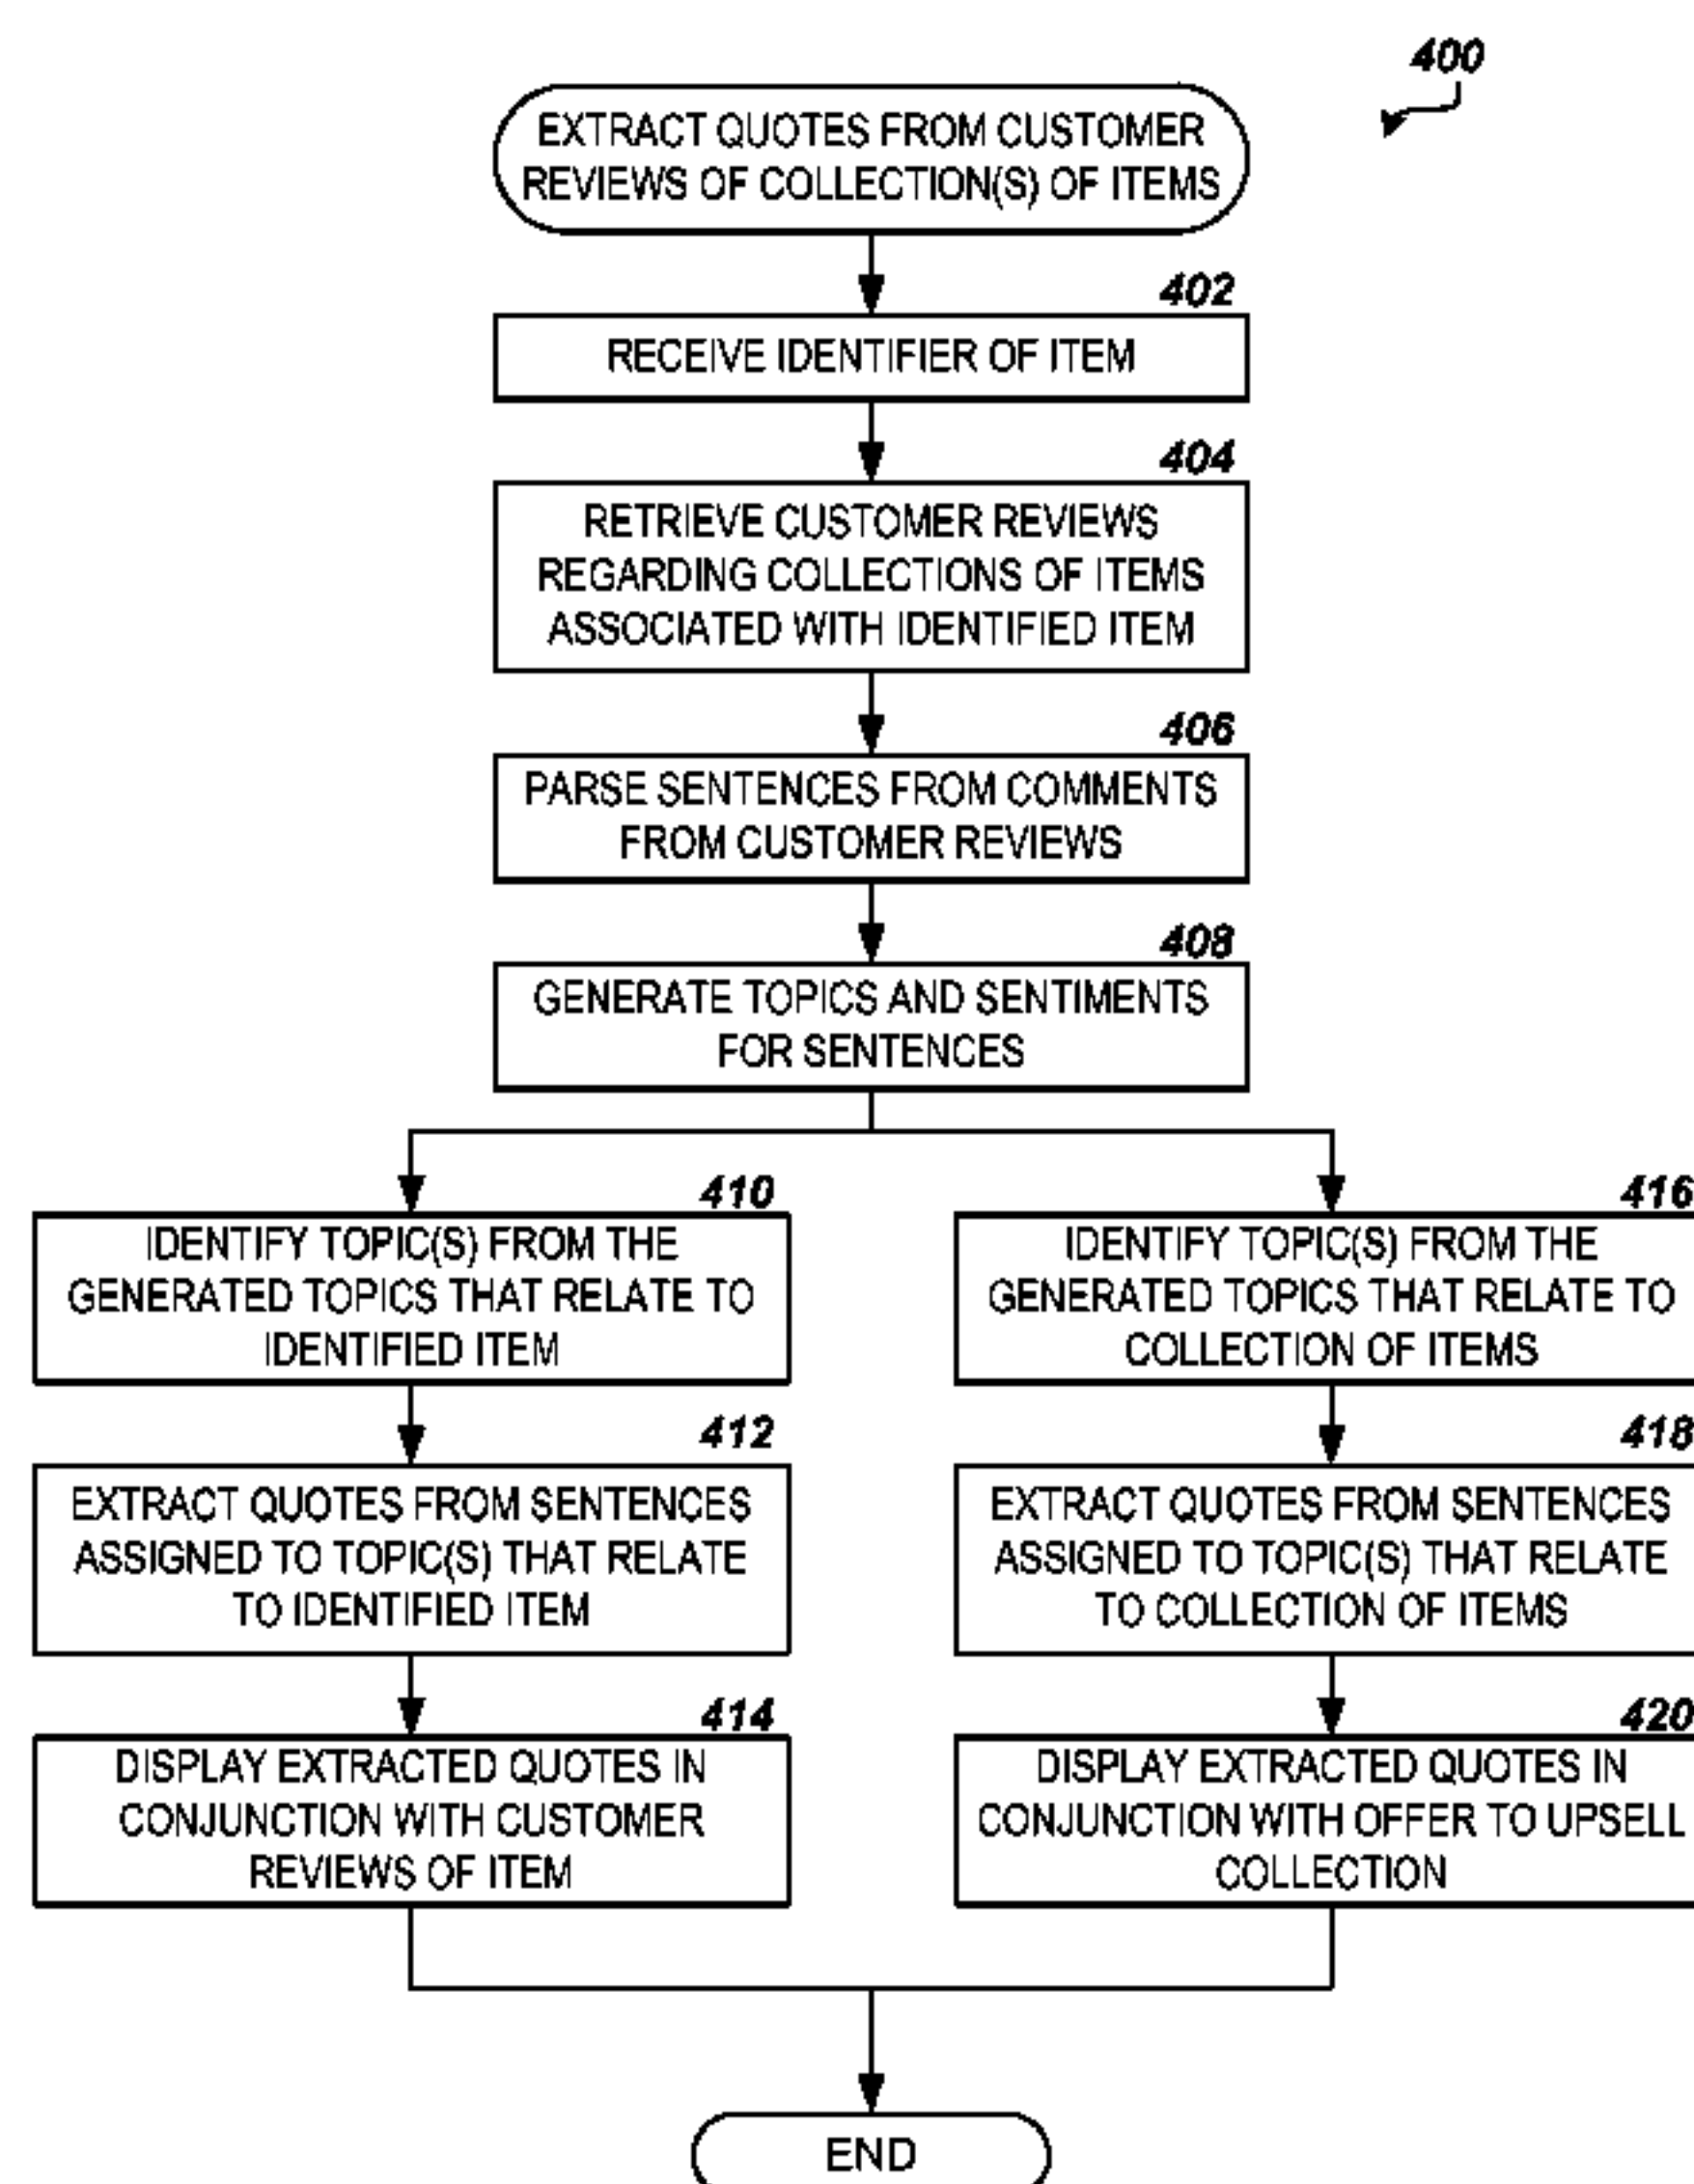 400
EXTRACT QUOTES FROM CUSTOMER
REVIEWS OF COLLECTION(S) OF ITEMS
402
RECEIVE IDENTIFIER OF ITEM
404
RETRIEVE CUSTOMER REVIEWS
REGARDING COLLECTIONS OF ITEMS
ASSOCIATED WITH IDENTIFIED ITEM
406
PARSE SENTENCES FROM COMMENTS
FROM CUSTOMER REVIEWS
408
GENERATE TOPICS AND SENTIMENTS
FOR SENTENCES
410
IDENTIFY TOPIC(S) FROM THE
GENERATED TOPICS THAT RELATE TO
IDENTIFIED ITEM
412
EXTRACT QUOTES FROM SENTENCES
ASSIGNED TO TOPIC(S) THAT RELATE
TO IDENTIFIED ITEM
414
DISPLAY EXTRACTED QUOTES IN
CONJUNCTION WITH CUSTOMER
REVIEWS OF ITEM
416
IDENTIFY TOPIC(S) FROM THE
GENERATED TOPICS THAT RELATE TO
COLLECTION OF ITEMS
418
EXTRACT QUOTES FROM SENTENCES
ASSIGNED TO TOPIC(S) THAT RELATE
TO COLLECTION OF ITEMS
420
DISPLAY EXTRACTED QUOTES IN
CONJUNCTION WITH OFFER TO UPSELL
COLLECTION
END